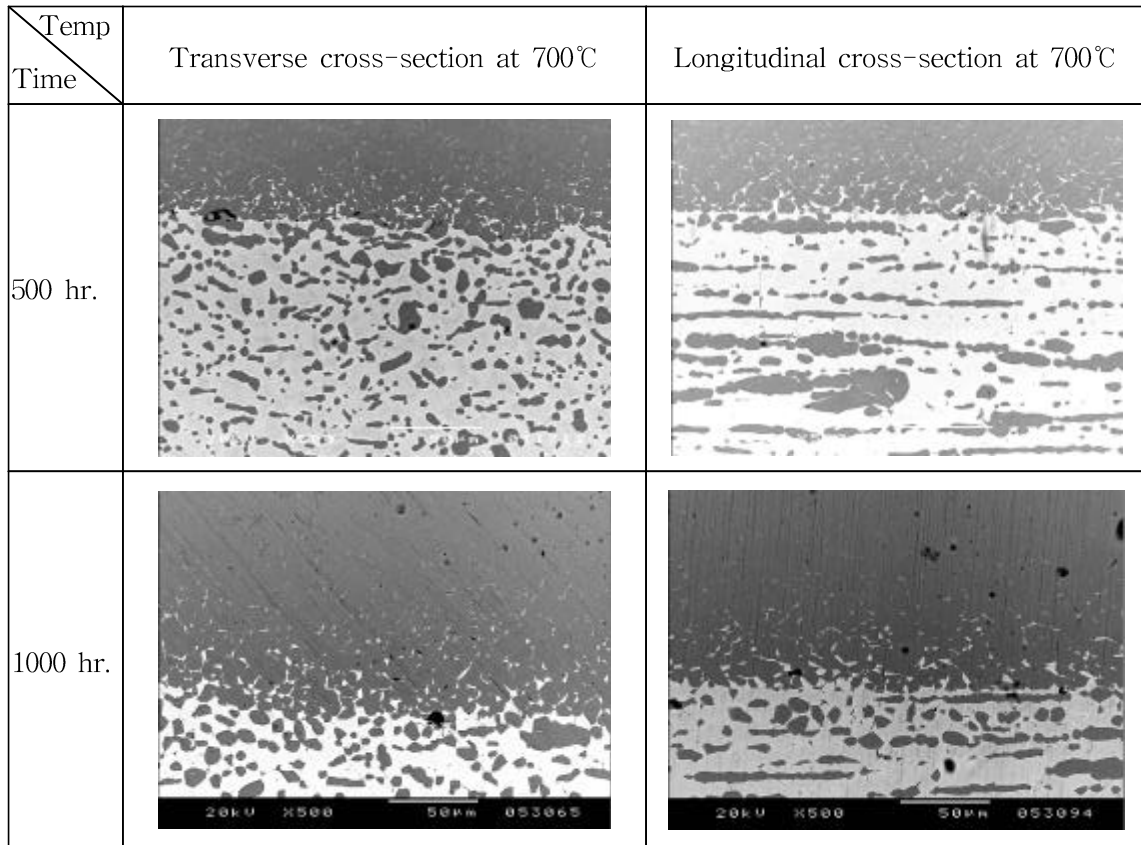 Temp
Time
Transverse cross-section at 700℃
Longitudinal cross-section at 700℃
500 hr.
1000 hr.
20kV X500 50μm 053065
20kV X500 50μm 053094